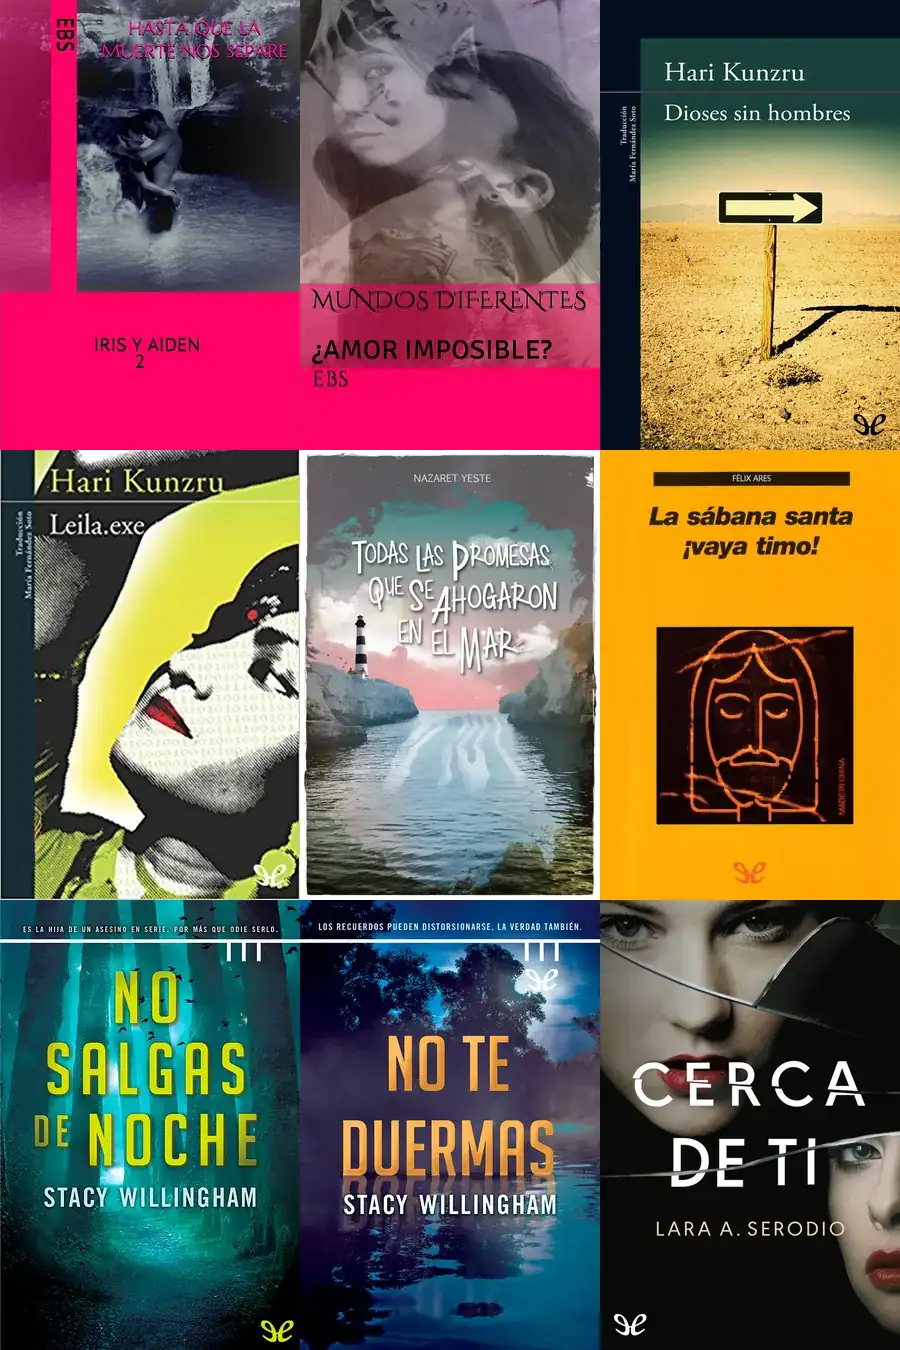 EBS
HASTA QUE LA
MUERTE NOS SEPARE
IRIS Y AIDEN
2
MUNDOS DIFERENTES
¿AMOR IMPOSIBLE?
EBS
Hari Kunzru
Dioses sin hombres
Traducción
María Fernández Soto
Hari Kunzru
Leila.exe
Traducción
María Fernández Soto
NAZARET YESTE
TODAS LAS PROMESAS
QUE SE AHOGARON
EN EL MAR
FÉLIX ARES
La sábana santa
¡vaya timo!
MADE IN CHINA
ES LA HIJA DE UN ASESINO EN SERIE. POR MÁS QUE ODIE SERLO.
NO
SALGAS
DE NOCHE
STACY WILLINGHAM
LOS RECUERDOS PUEDEN DISTORSIONARSE. LA VERDAD TAMBIÉN.
NO TE
DUERMAS
STACY WILLINGHAM
CERCA
DE TI
LARA A. SERODIO